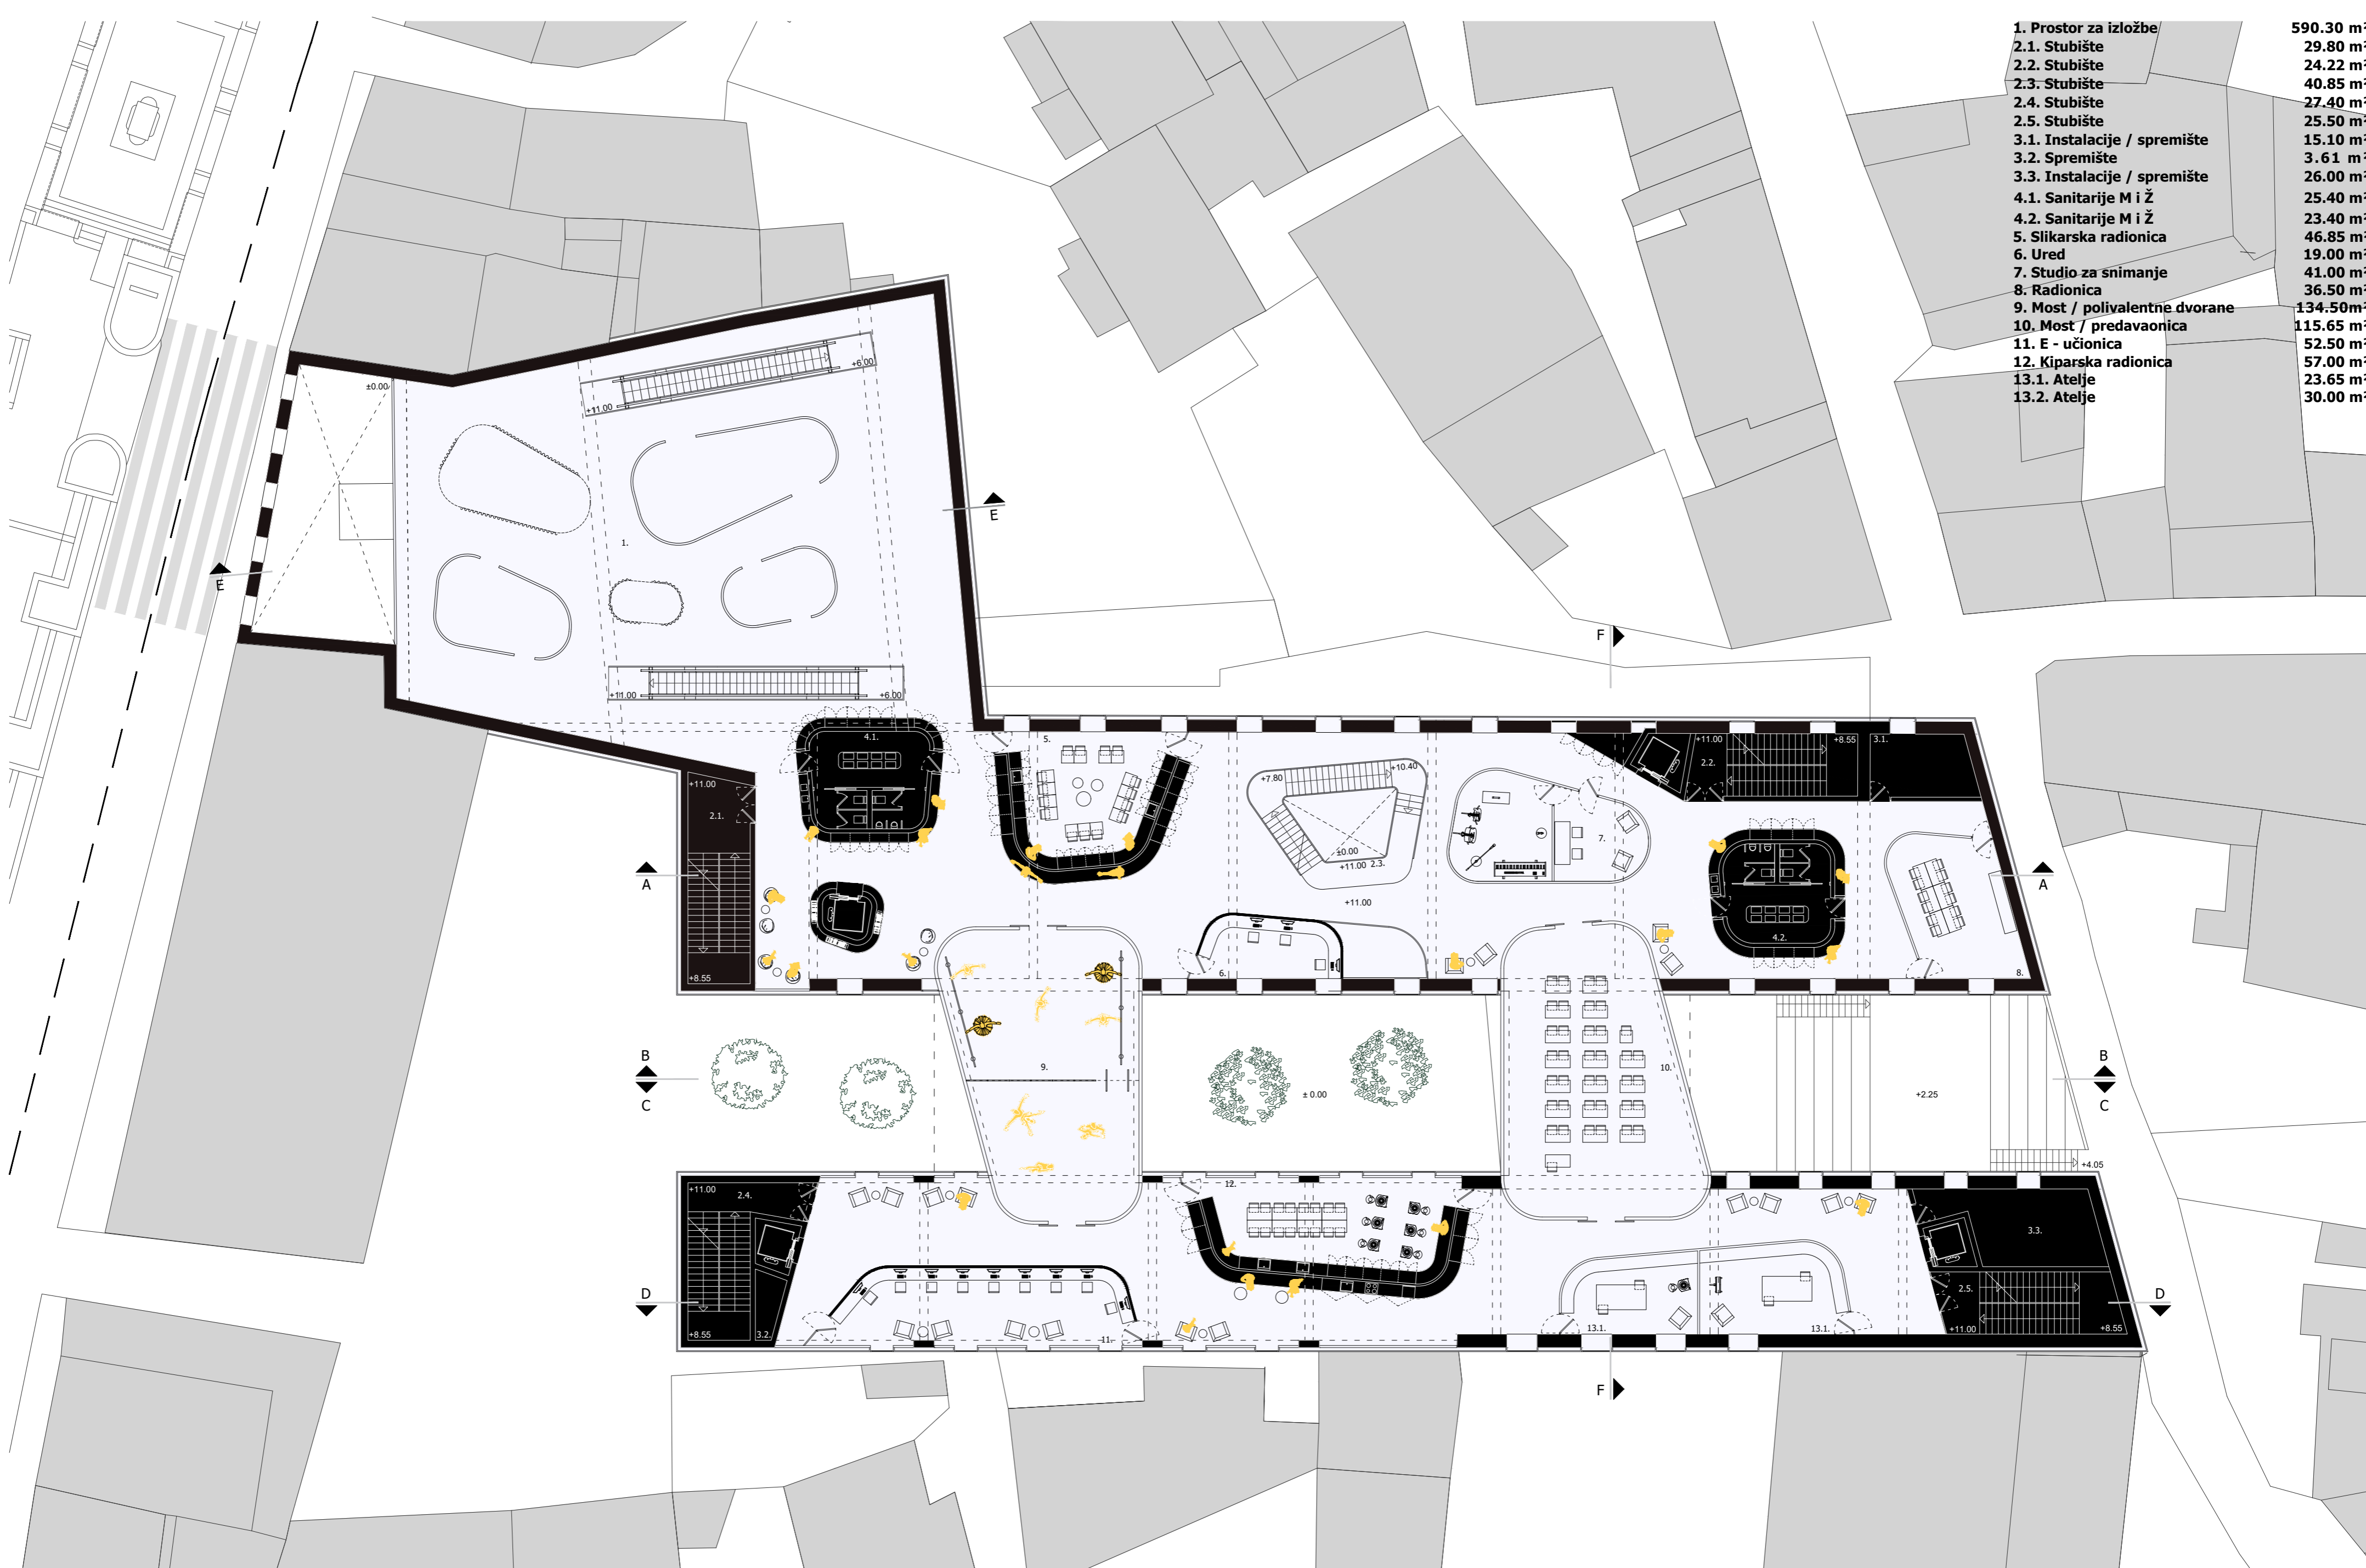 1. Prostor za izložbe 590.30 m²
2.1. Stubište 29.80 m²
2.2. Stubište 24.22 m²
2.3. Stubište 40.85 m²
2.4. Stubište 27.40 m²
2.5. Stubište 25.50 m²
3.1. Instalacije / spremište 15.10 m²
3.2. Spremište 3.61 m²
3.3. Instalacije / spremište 26.00 m²
4.1. Sanitarije M i Ž 25.40 m²
4.2. Sanitarije M i Ž 23.40 m²
5. Slikarska radionica 46.85 m²
6. Ured 19.00 m²
7. Studio za snimanje 41.00 m²
8. Radionica 36.50 m²
9. Most / polivalentne dvorane 134.50m²
10. Most / predavaonica 115.65 m²
11. E - učionica 52.50 m²
12. Kiparska radionica 57.00 m²
13.1. Atelje 23.65 m²
13.2. Atelje 30.00 m²
±0.00
+6.00
+11.00
E
1.
E
F
+11.00
+6.00
4.1.
5.
+11.00
+8.55
3.1.
2.2.
+10.40
+7.80
+11.00
2.1.
7.
±0.00
+11.00 2.3.
A
A
+11.00
4.2.
+8.55
6.
8.
B
C
9.
10.
± 0.00
+2.25
B
C
+4.05
+11.00
2.4.
12.
3.3.
D
2.5.
D
+8.55
3.2.
11.
13.1.
13.1.
+11.00
+8.55
F